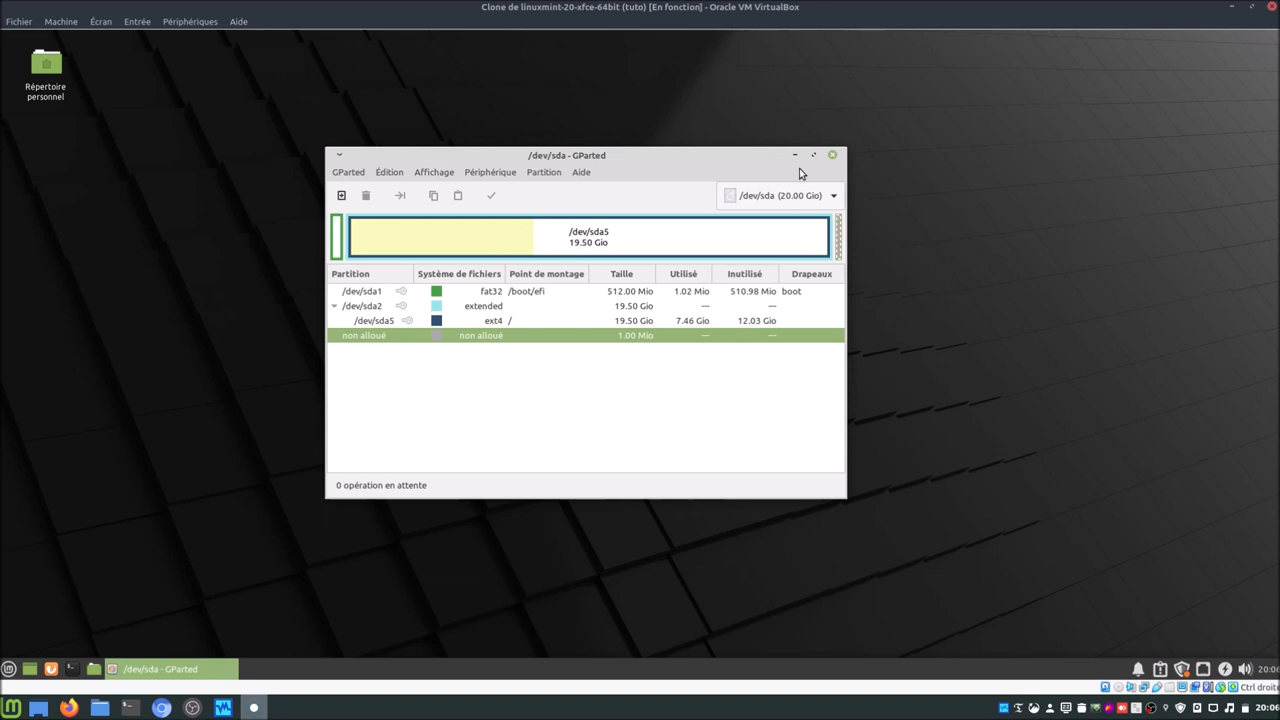 Clone de linuxmint-20-xfce-64bit (tuto) [En fonction] - Oracle VM VirtualBox
Fichier Machine Écran Entrée Périphériques Aide
Répertoire
personnel
/dev/sda - GParted
GParted Édition Affichage Périphérique Partition Aide
/dev/sda (20.00 Gio)
/dev/sda5
19.50 Gio
Partition Système de fichiers Point de montage Taille Utilisé Inutilisé Drapeaux
/dev/sda1 fat32 /boot/efi 512.00 Mio 1.02 Mio 510.98 Mio boot
/dev/sda2 extended 19.50 Gio --- ---
/dev/sda5 ext4 / 19.50 Gio 7.46 Gio 12.03 Gio
non alloué non alloué 1.00 Mio --- ---
0 opération en attente
/dev/sda - GParted
20:06
Ctrl droite
20:06